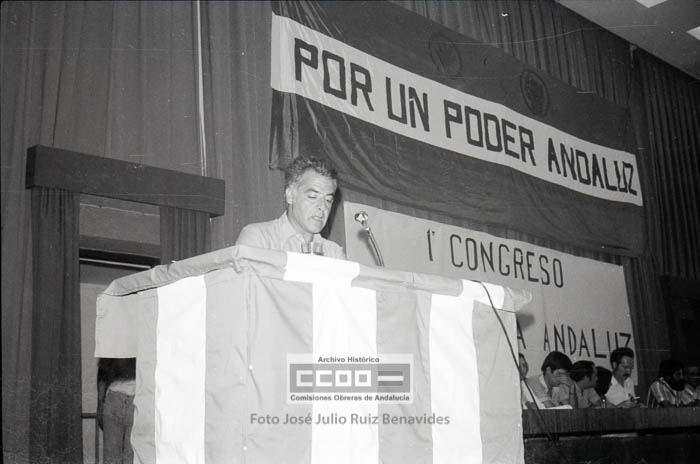 POR UN PODER ANDALUZ
1º CONGRESO
ANDALUZ
Archivo Histórico
CCOO
Comisiones Obreras de Andalucía
Foto José Julio Ruiz Benavides